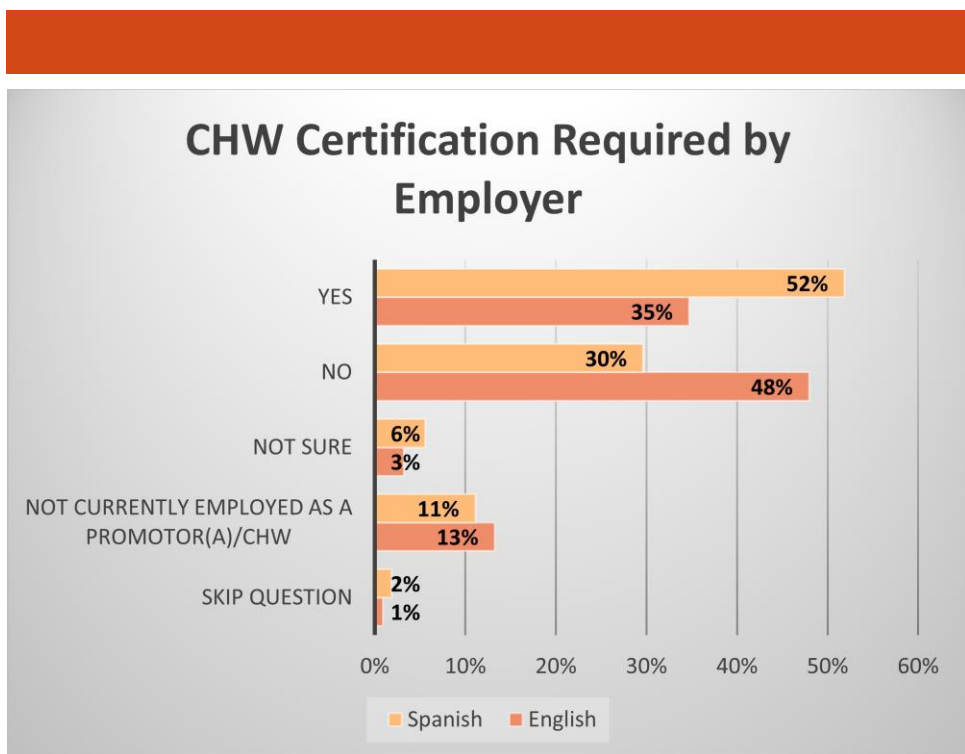 CHW Certification Required by
Employer
YES
52%
35%
NO
30%
48%
NOT SURE
6%
3%
NOT CURRENTLY EMPLOYED AS A
PROMOTOR(A)/CHW
11%
13%
SKIP QUESTION
2%
1%
0% 10% 20% 30% 40% 50% 60%
Spanish English